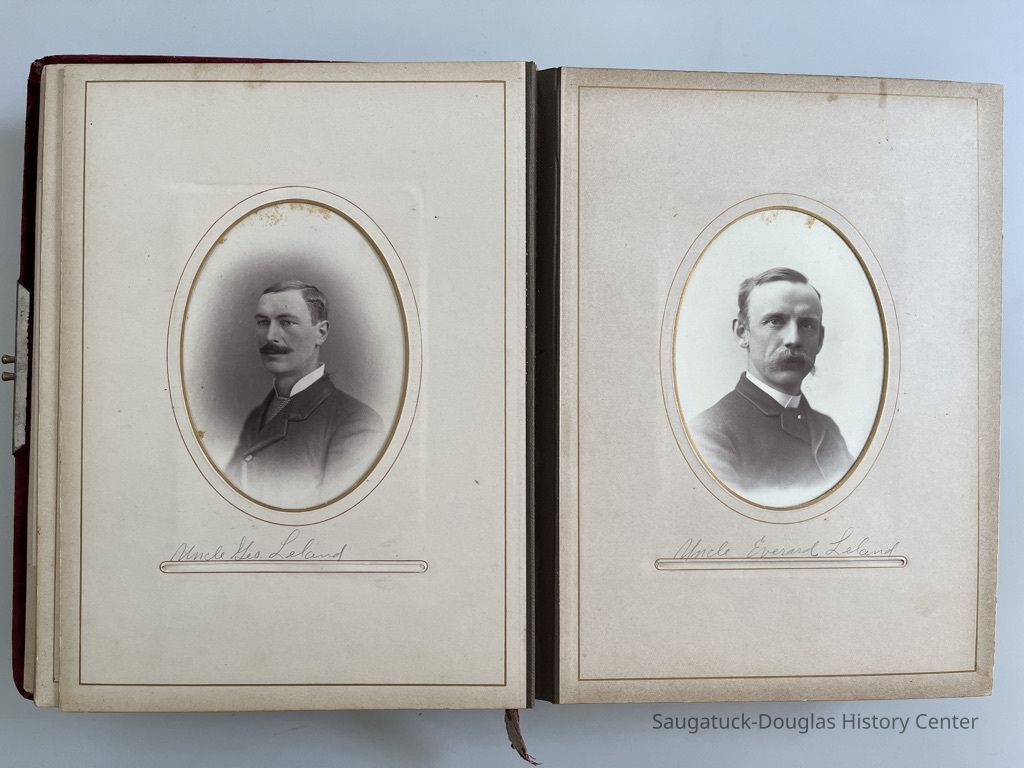 Uncle Geo. Leland
Uncle Everard Leland
Saugatuck-Douglas History Center